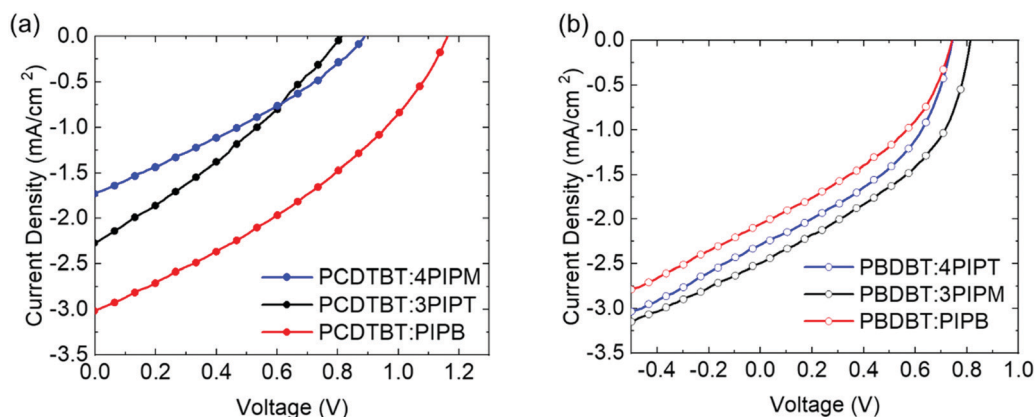 (a)
0.0
-0.5
-1.0
-1.5
-2.0
-2.5
-3.0
-3.5
Current Density (mA/cm²)
PCDTBT:4PIPM
PCDTBT:3PIPT
PCDTBT:PIPB
0.0 0.2 0.4 0.6 0.8 1.0 1.2
Voltage (V)
(b)
0.0
-0.5
-1.0
-1.5
-2.0
-2.5
-3.0
-3.5
Current Density (mA/cm²)
PBDBT:4PIPT
PBDBT:3PIPM
PBDBT:PIPB
-0.4 -0.2 0.0 0.2 0.4 0.6 0.8 1.0
Voltage (V)